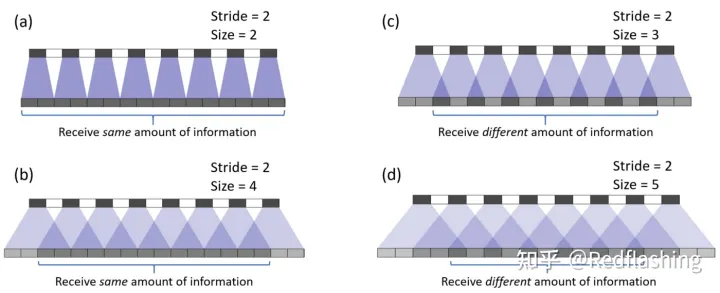 (a)
Stride = 2
Size = 2
Receive same amount of information
(c)
Stride = 2
Size = 3
Receive different amount of information
(b)
Stride = 2
Size = 4
Receive same amount of information
(d)
Stride = 2
Size = 5
Receive different amount of information
知乎 @Redflashing